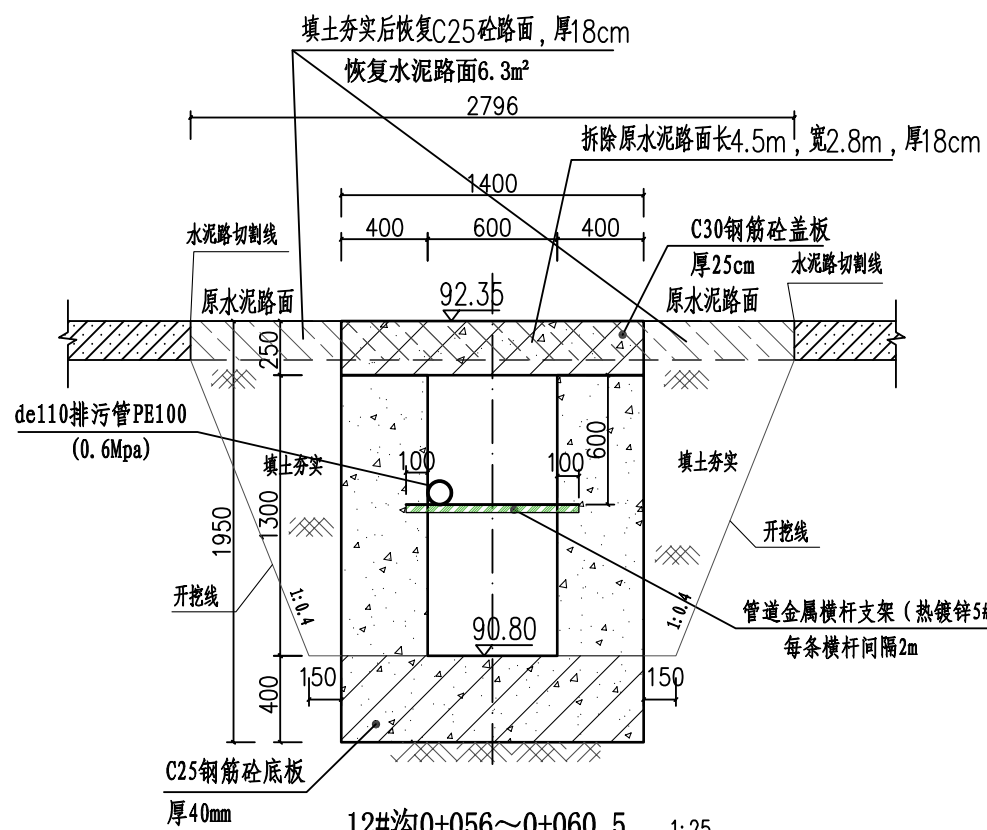 填土夯实后恢复C25砼路面，厚18cm
恢复水泥路面6.3m²
2796
拆除原水泥路面长4.5m，宽2.8m，厚18cm
1400
400
600
400
C30钢筋砼盖板
厚25cm
水泥路切割线
水泥路切割线
原水泥路面
92.35
原水泥路面
250
de110排污管PE100
(0.6Mpa)
填土夯实
100
100
600
填土夯实
1300
1950
开挖线
开挖线
1:0.4
1:0.4
管道金属横杆支架（热镀锌5#
每条横杆间隔2m
90.80
150
150
400
C25钢筋砼底板
厚40mm
12#沟0+056～0+060.5
1:25